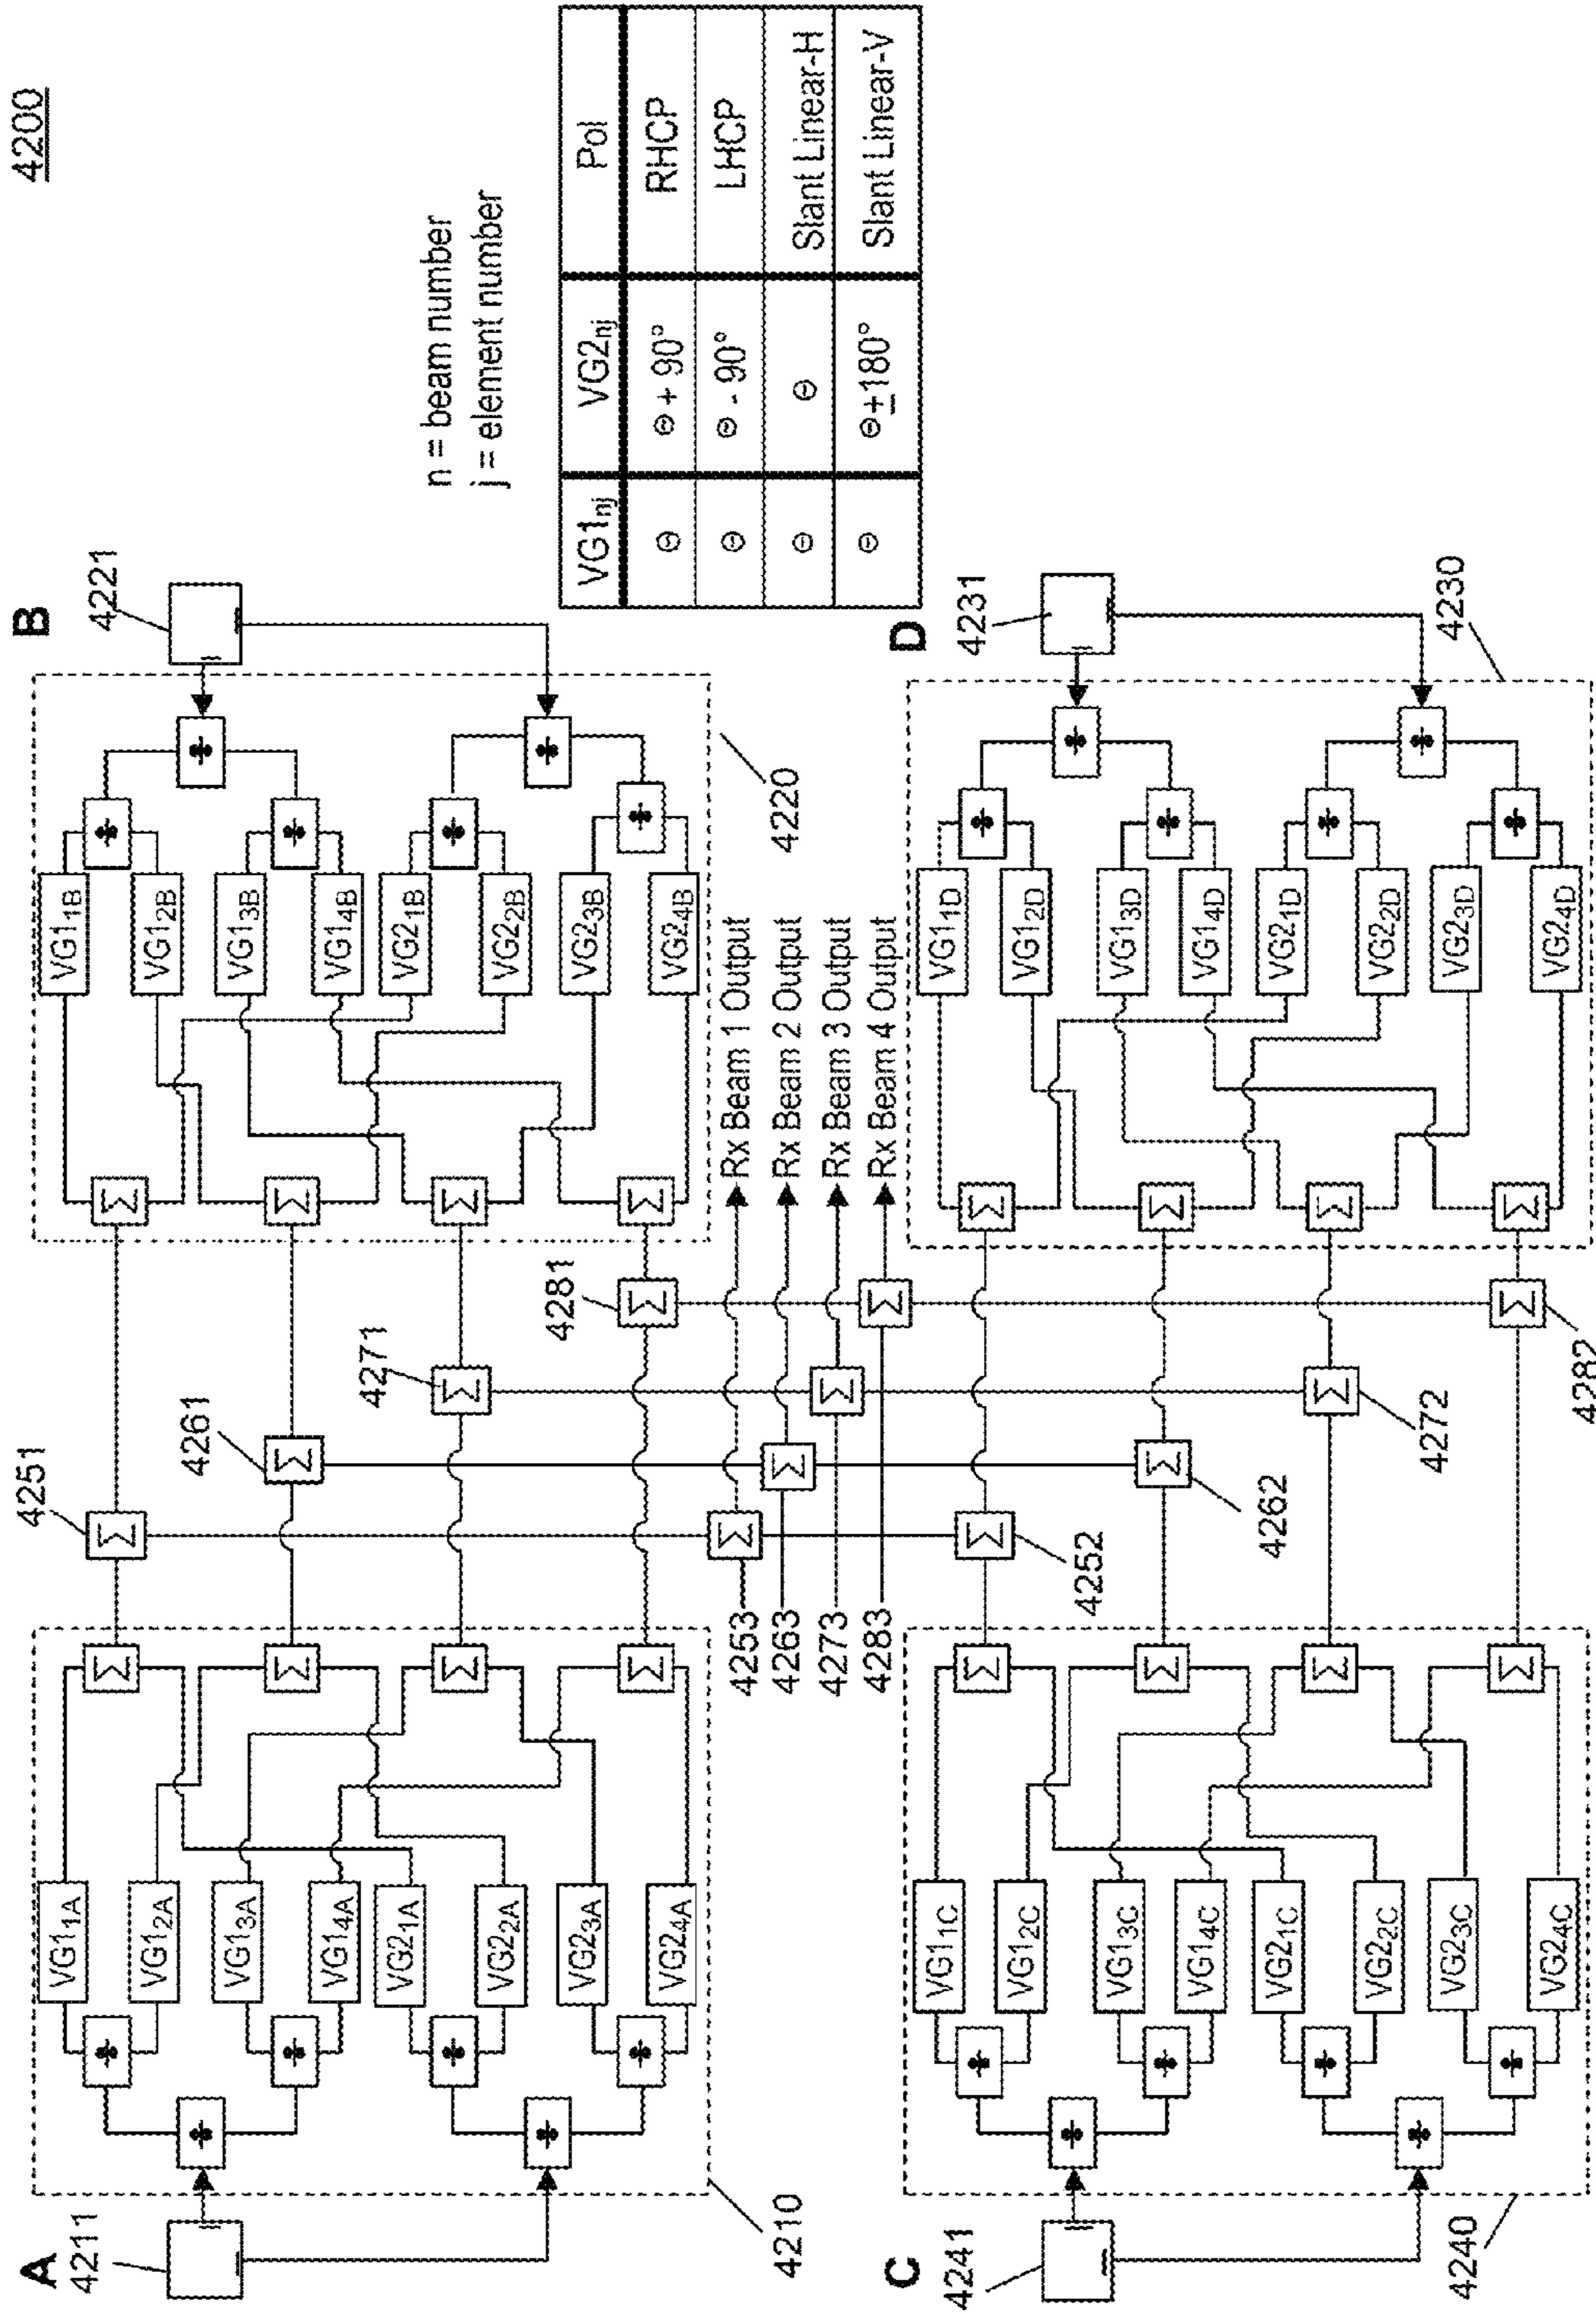 4200
n = beam number
j = element number
VG1nj VG2nj Pol
Θ Θ + 90° RHCP
Θ Θ - 90° LHCP
Θ Θ Slant Linear-H
Θ Θ±180° Slant Linear-V
A
4211
4210
VG11A
VG12A
VG13A
VG14A
VG21A
VG22A
VG23A
VG24A
Σ
Σ
Σ
Σ
4251
Σ
4261
Σ
4271
Σ
4281
Σ
B
4221
4220
Σ
Σ
Σ
Σ
VG11B
VG12B
VG13B
VG14B
VG21B
VG22B
VG23B
VG24B
÷
÷
÷
÷
÷
÷
÷
÷
÷
÷
÷
÷
4253 Σ Rx Beam 1 Output
4263 Σ Rx Beam 2 Output
4273 Σ Rx Beam 3 Output
4283 Σ Rx Beam 4 Output
C
4241
4240
VG11C
VG12C
VG13C
VG14C
VG21C
VG22C
VG23C
VG24C
Σ
Σ
Σ
Σ
Σ
4252
Σ
4262
Σ
4272
Σ
4282
D
4231
4230
Σ
Σ
Σ
Σ
VG11D
VG12D
VG13D
VG14D
VG21D
VG22D
VG23D
VG24D
÷
÷
÷
÷
÷
÷
÷
÷
÷
÷
÷
÷